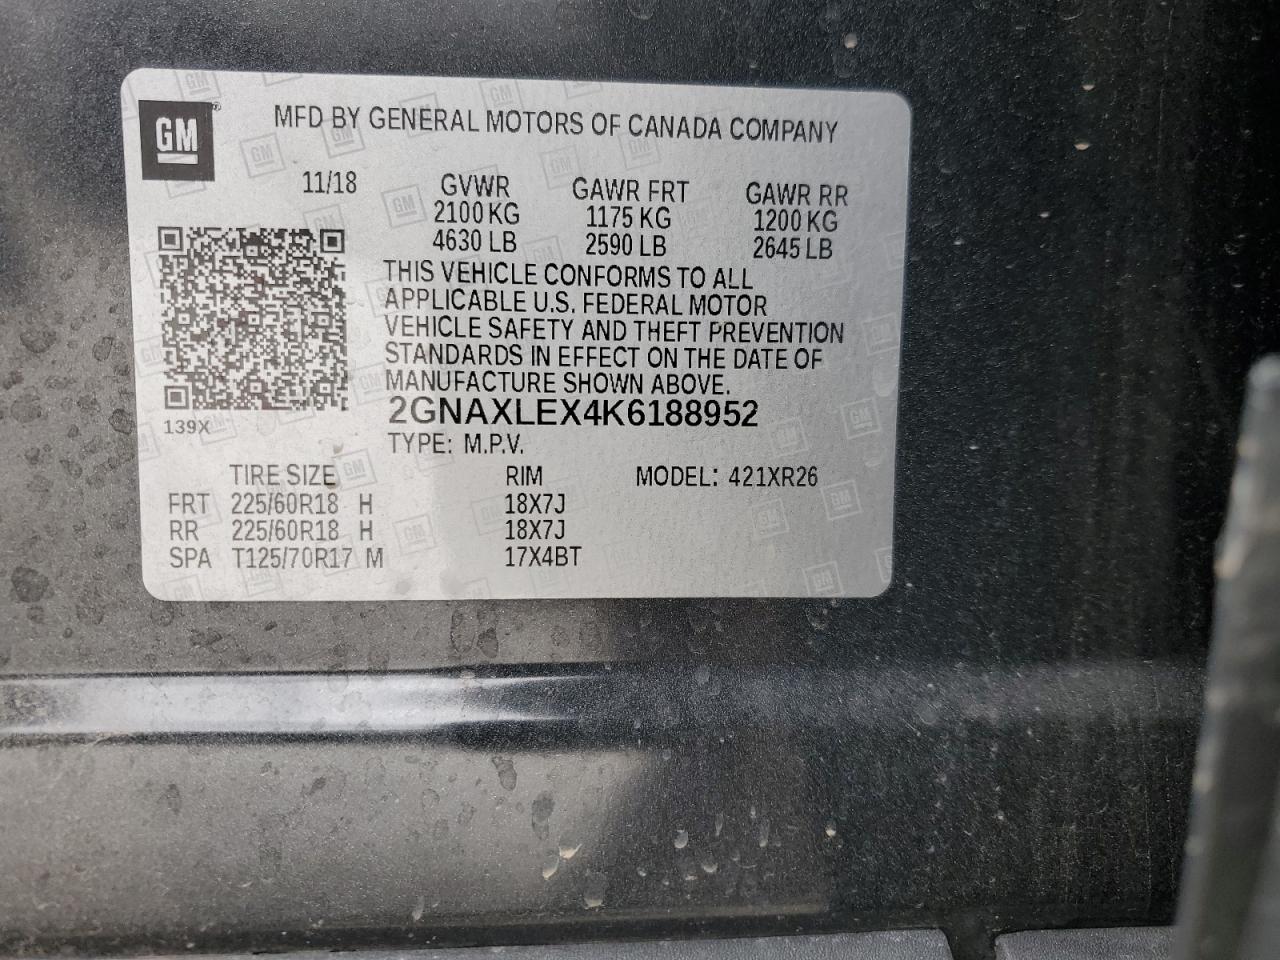 GM®
MFD BY GENERAL MOTORS OF CANADA COMPANY
11/18 GVWR GAWR FRT GAWR RR
2100 KG 1175 KG 1200 KG
4630 LB 2590 LB 2645 LB
THIS VEHICLE CONFORMS TO ALL
APPLICABLE U.S. FEDERAL MOTOR
VEHICLE SAFETY AND THEFT PREVENTION
STANDARDS IN EFFECT ON THE DATE OF
MANUFACTURE SHOWN ABOVE.
139X 2GNAXLEX4K6188952
TYPE: M.P.V.
TIRE SIZE RIM MODEL: 421XR26
FRT 225/60R18 H 18X7J
RR 225/60R18 H 18X7J
SPA T125/70R17 M 17X4BT